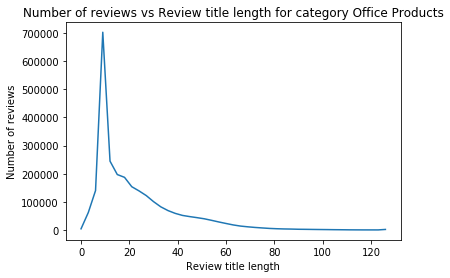 Number of reviews vs Review title length for category Office Products
700000
600000
500000
400000
300000
200000
100000
0
Number of reviews
0 20 40 60 80 100 120
Review title length